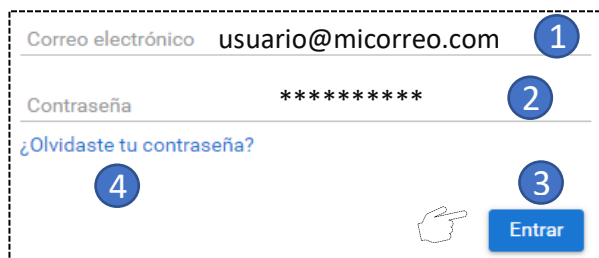 Correo electrónico usuario@micorreo.com 1
Contraseña ********** 2
¿Olvidaste tu contraseña?
4 3
Entrar